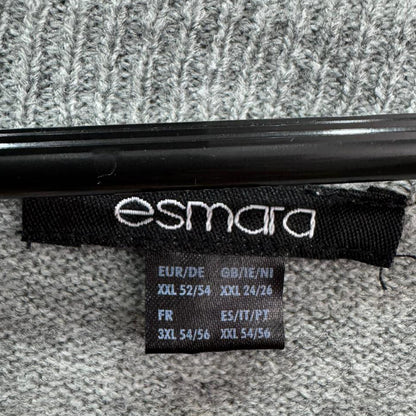 esmara
EUR/DE GB/IE/NI
XXL 52/54 XXL 24/26
FR ES/IT/PT
3XL 54/56 XXL 54/56